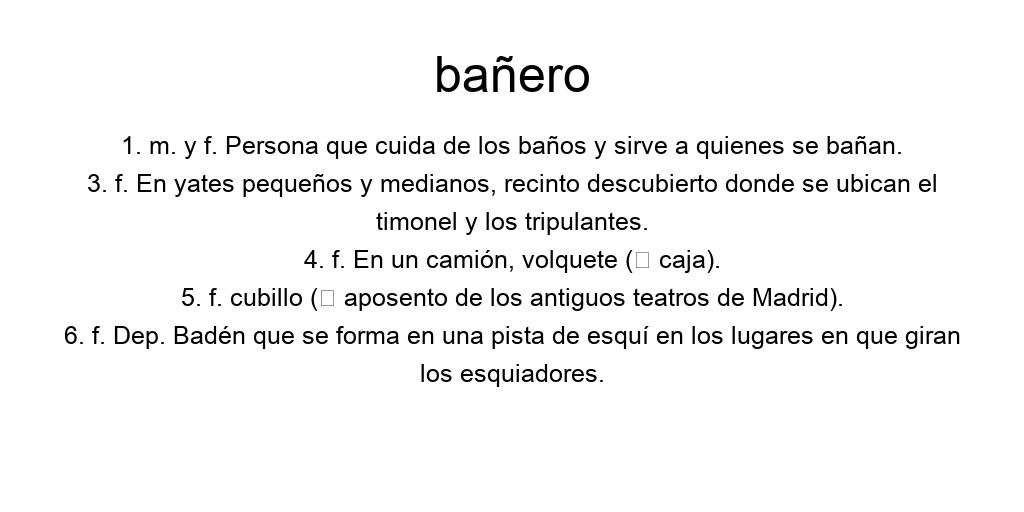 bañero
1. m. y f. Persona que cuida de los baños y sirve a quienes se bañan.
3. f. En yates pequeños y medianos, recinto descubierto donde se ubican el
timonel y los tripulantes.
4. f. En un camión, volquete (□ caja).
5. f. cubillo (□ aposento de los antiguos teatros de Madrid).
6. f. Dep. Badén que se forma en una pista de esquí en los lugares en que giran
los esquiadores.